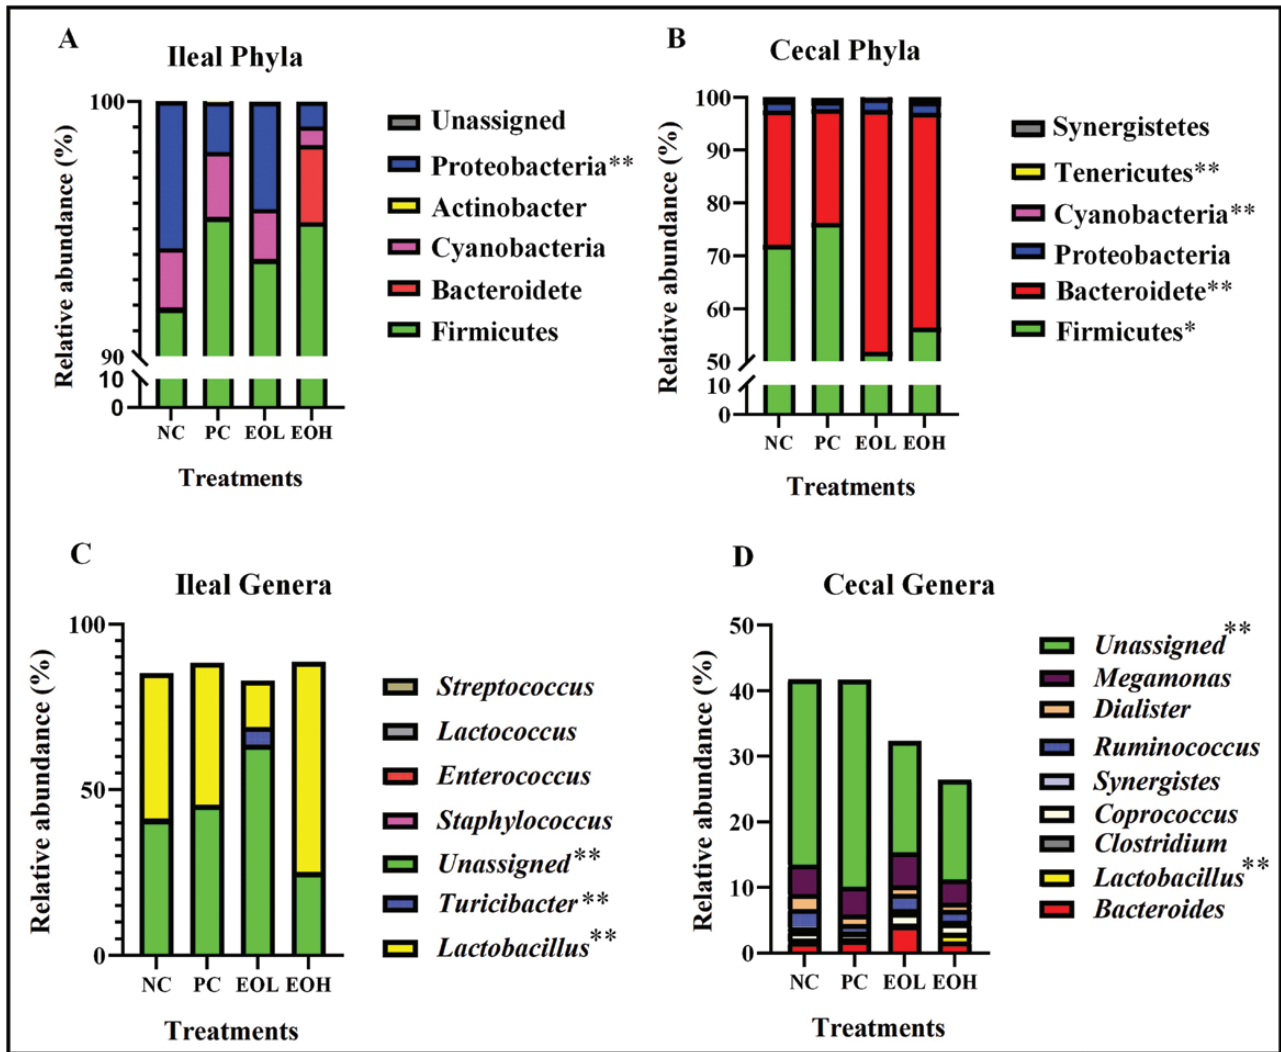 A
Ileal Phyla
Relative abundance (%)
100
90
10
0
NC PC EOL EOH
Treatments
Unassigned
Proteobacteria**
Actinobacter
Cyanobacteria
Bacteroidete
Firmicutes
B
Cecal Phyla
Relative abundance (%)
100
90
80
70
60
50
10
0
NC PC EOL EOH
Treatments
Synergistetes
Tenericutes**
Cyanobacteria**
Proteobacteria
Bacteroidete**
Firmicutes*
C
Ileal Genera
Relative abundance (%)
100
50
0
NC PC EOL EOH
Treatments
Streptococcus
Lactococcus
Enterococcus
Staphylococcus
Unassigned**
Turicibacter**
Lactobacillus**
D
Cecal Genera
Relative abundance (%)
50
40
30
20
10
0
NC PC EOL EOH
Treatments
Unassigned**
Megamonas
Dialister
Ruminococcus
Synergistes
Coprococcus
Clostridium
Lactobacillus**
Bacteroides